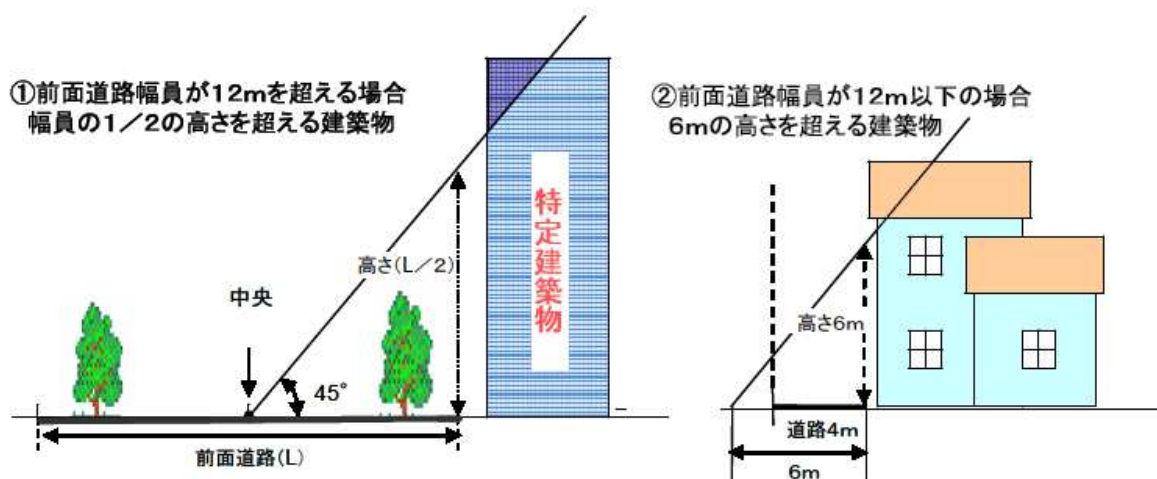 ①前面道路幅員が12mを超える場合
幅員の1/2の高さを超える建築物
特定建築物
高さ(L/2)
中央
45°
前面道路(L)
②前面道路幅員が12m以下の場合
6mの高さを超える建築物
高さ6m
道路4m
6m